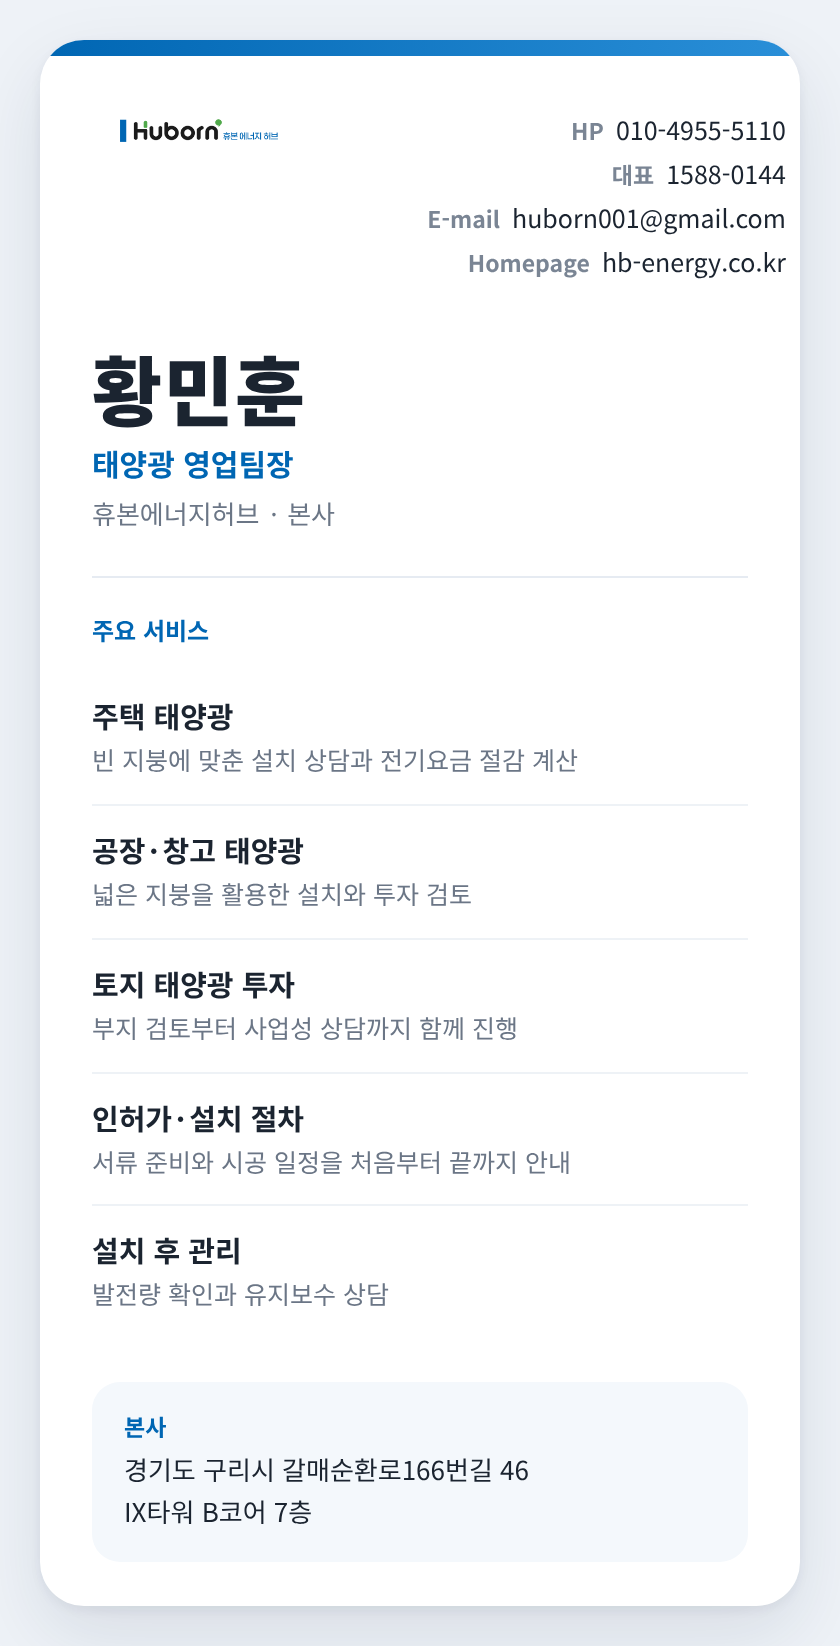 Huborn 휴본 에너지 허브
HP 010-4955-5110
대표 1588-0144
E-mail huborn001@gmail.com
Homepage hb-energy.co.kr
황민훈
태양광 영업팀장
휴본에너지허브 · 본사
주요 서비스
주택 태양광
빈 지붕에 맞춘 설치 상담과 전기요금 절감 계산
공장·창고 태양광
넓은 지붕을 활용한 설치와 투자 검토
토지 태양광 투자
부지 검토부터 사업성 상담까지 함께 진행
인허가·설치 절차
서류 준비와 시공 일정을 처음부터 끝까지 안내
설치 후 관리
발전량 확인과 유지보수 상담
본사
경기도 구리시 갈매순환로166번길 46
IX타워 B코어 7층